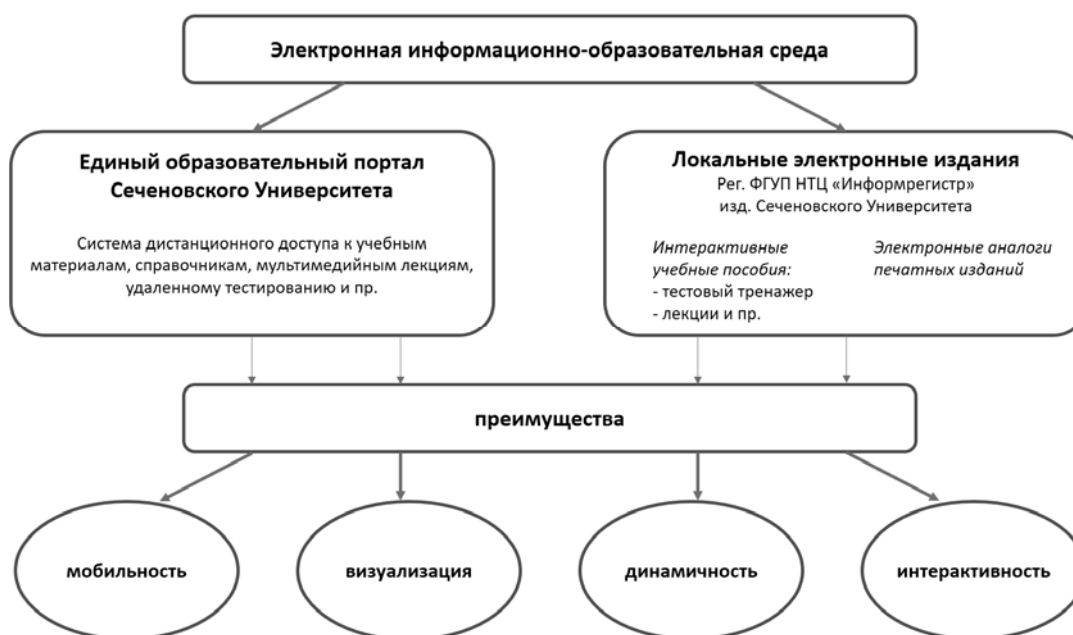 Электронная информационно-образовательная среда
Единый образовательный портал
Сеченовского Университета
Система дистанционного доступа к учебным
материалам, справочникам, мультимедийным лекциям,
удаленному тестированию и пр.
Локальные электронные издания
Рег. ФГУП НТЦ «Информрегистр»
изд. Сеченовского Университета
Интерактивные
учебные пособия:
- тестовый тренажер
- лекции и пр.
Электронные аналоги
печатных изданий
преимущества
мобильность
визуализация
динамичность
интерактивность